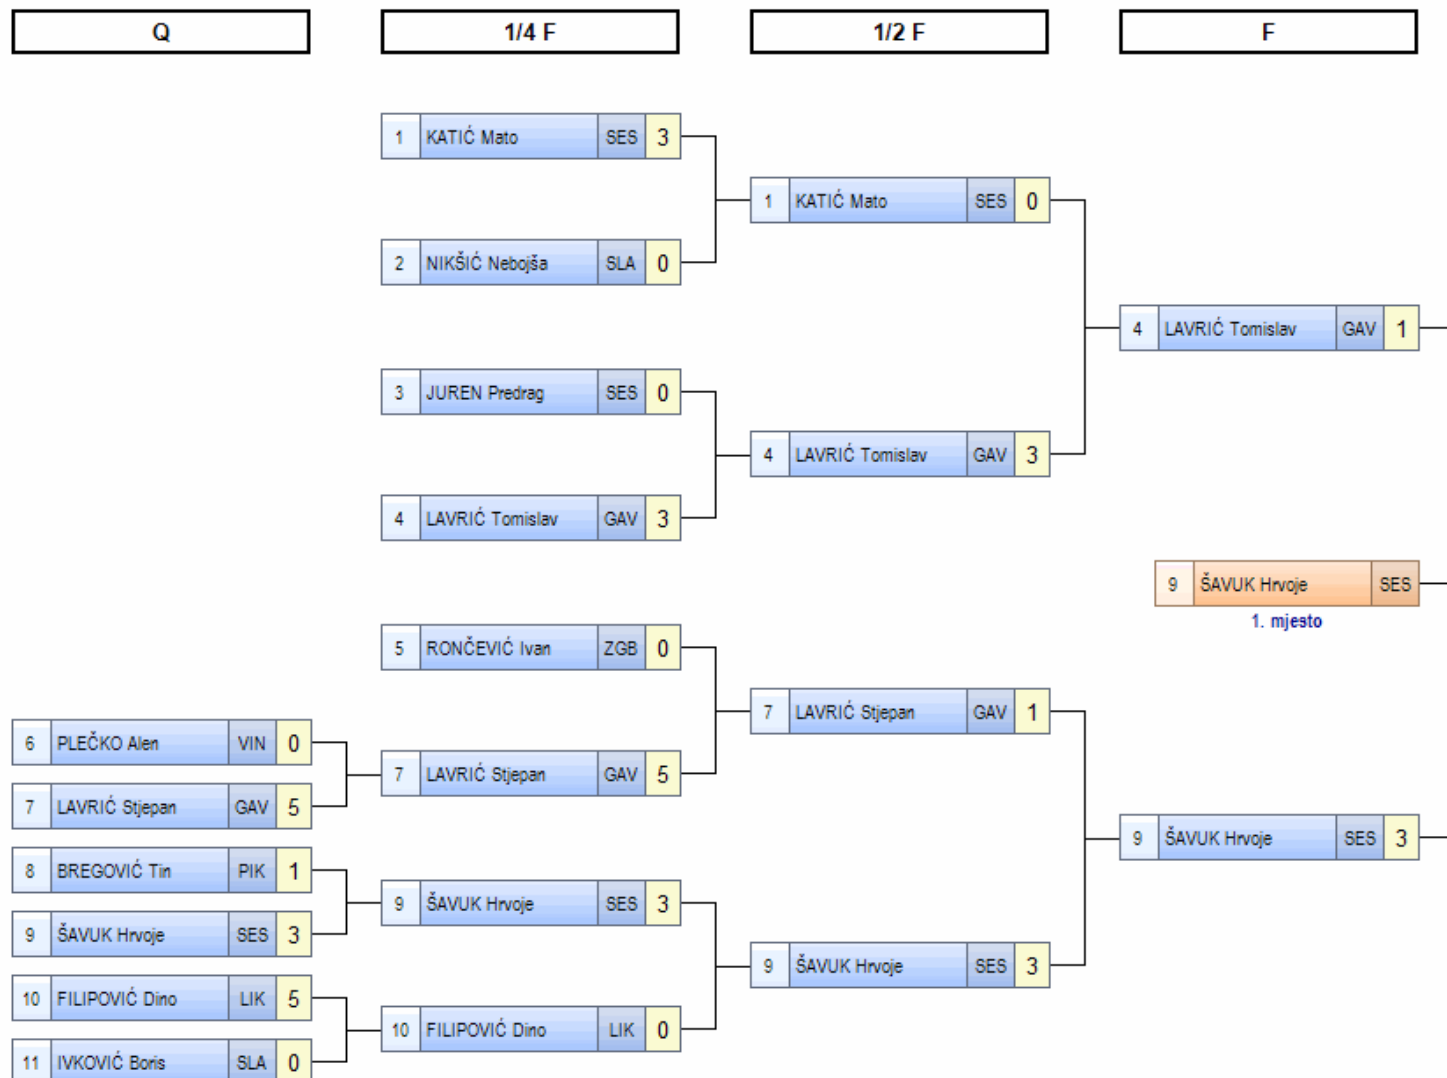 Q
1/4 F
1/2 F
F
1 KATIĆ Mato SES 3
2 NIKŠIĆ Nebojša SLA 0
3 JUREN Predrag SES 0
4 LAVRIĆ Tomislav GAV 3
5 RONČEVIĆ Ivan ZGB 0
7 LAVRIĆ Stjepan GAV 5
9 ŠAVUK Hrvoje SES 3
10 FILIPOVIĆ Dino LIK 0
6 PLEČKO Alen VIN 0
7 LAVRIĆ Stjepan GAV 5
8 BREGOVIĆ Tin PIK 1
9 ŠAVUK Hrvoje SES 3
10 FILIPOVIĆ Dino LIK 5
11 IVKOVIĆ Boris SLA 0
1 KATIĆ Mato SES 0
4 LAVRIĆ Tomislav GAV 3
7 LAVRIĆ Stjepan GAV 1
9 ŠAVUK Hrvoje SES 3
4 LAVRIĆ Tomislav GAV 1
9 ŠAVUK Hrvoje SES
1. mjesto
9 ŠAVUK Hrvoje SES 3